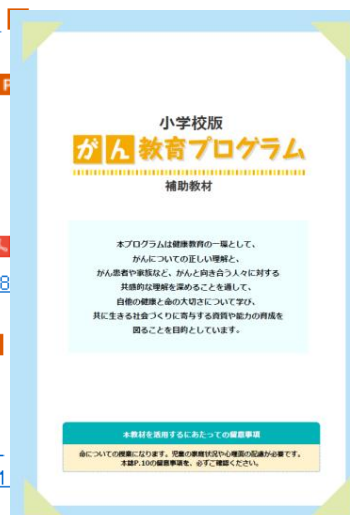 小学校版
がん教育プログラム
補助教材
本プログラムは健康教育の一環として、
がんについての正しい理解と、
がん患者や家族など、がんと向き合う人々に対する
共感的な理解を深めることを通して、
自他の健康と命の大切さについて学び、
共に生きる社会づくりに寄与する資質や能力の育成を
図ることを目的としています。
本教材を活用するにあたっての留意事項
命についての授業になります。児童の家庭状況や心理面の配慮が必要です。
本誌P.10の留意事項を、必ずご確認ください。